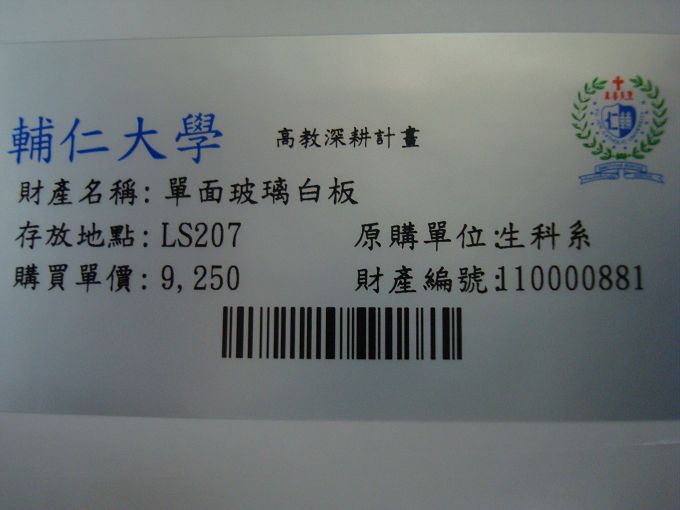 輔仁大學 高教深耕計畫
財產名稱: 單面玻璃白板
存放地點: LS207 原購單位:生科系
購買單價: 9,250 財產編號:110000881